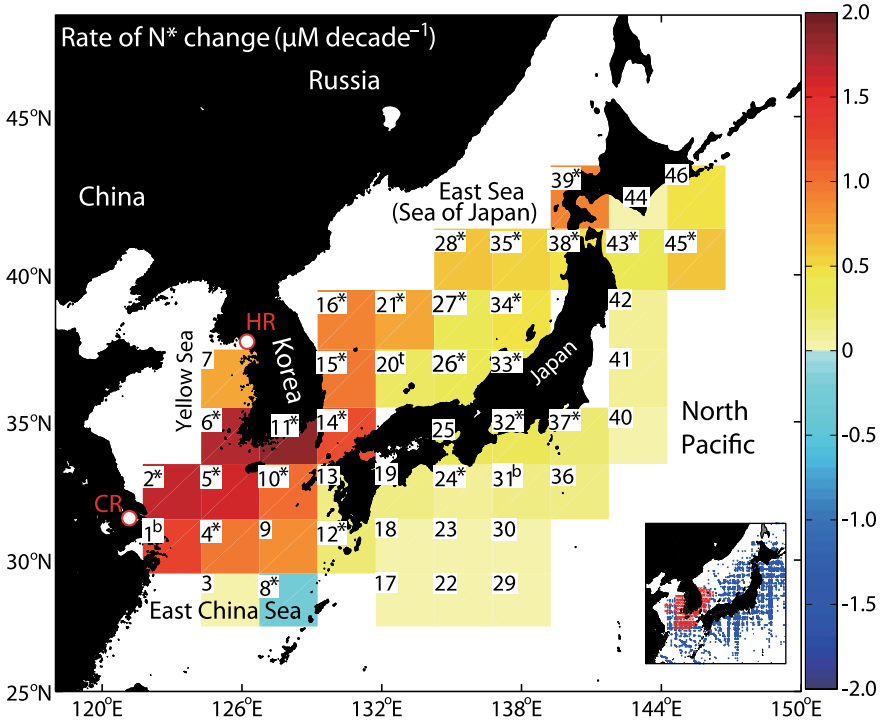 Rate of N* change (μM decade⁻¹)
Russia
China
East Sea
(Sea of Japan)
Yellow Sea
HR
Korea
Japan
North
Pacific
CR
East China Sea
39* 44 46
28* 35* 38* 43* 45*
16* 21* 27* 34* 42
7 15* 20ᵗ 26* 33* 41
6* 11* 14* 25 32* 37* 40
2* 5* 10* 13 19 24* 31ᵇ 36
1ᵇ 4* 9 12* 18 23 30
3 8* 17 22 29
45°N
40°N
35°N
30°N
25°N
120°E 126°E 132°E 138°E 144°E 150°E
2.0
1.5
1.0
0.5
0
−0.5
−1.0
−1.5
−2.0